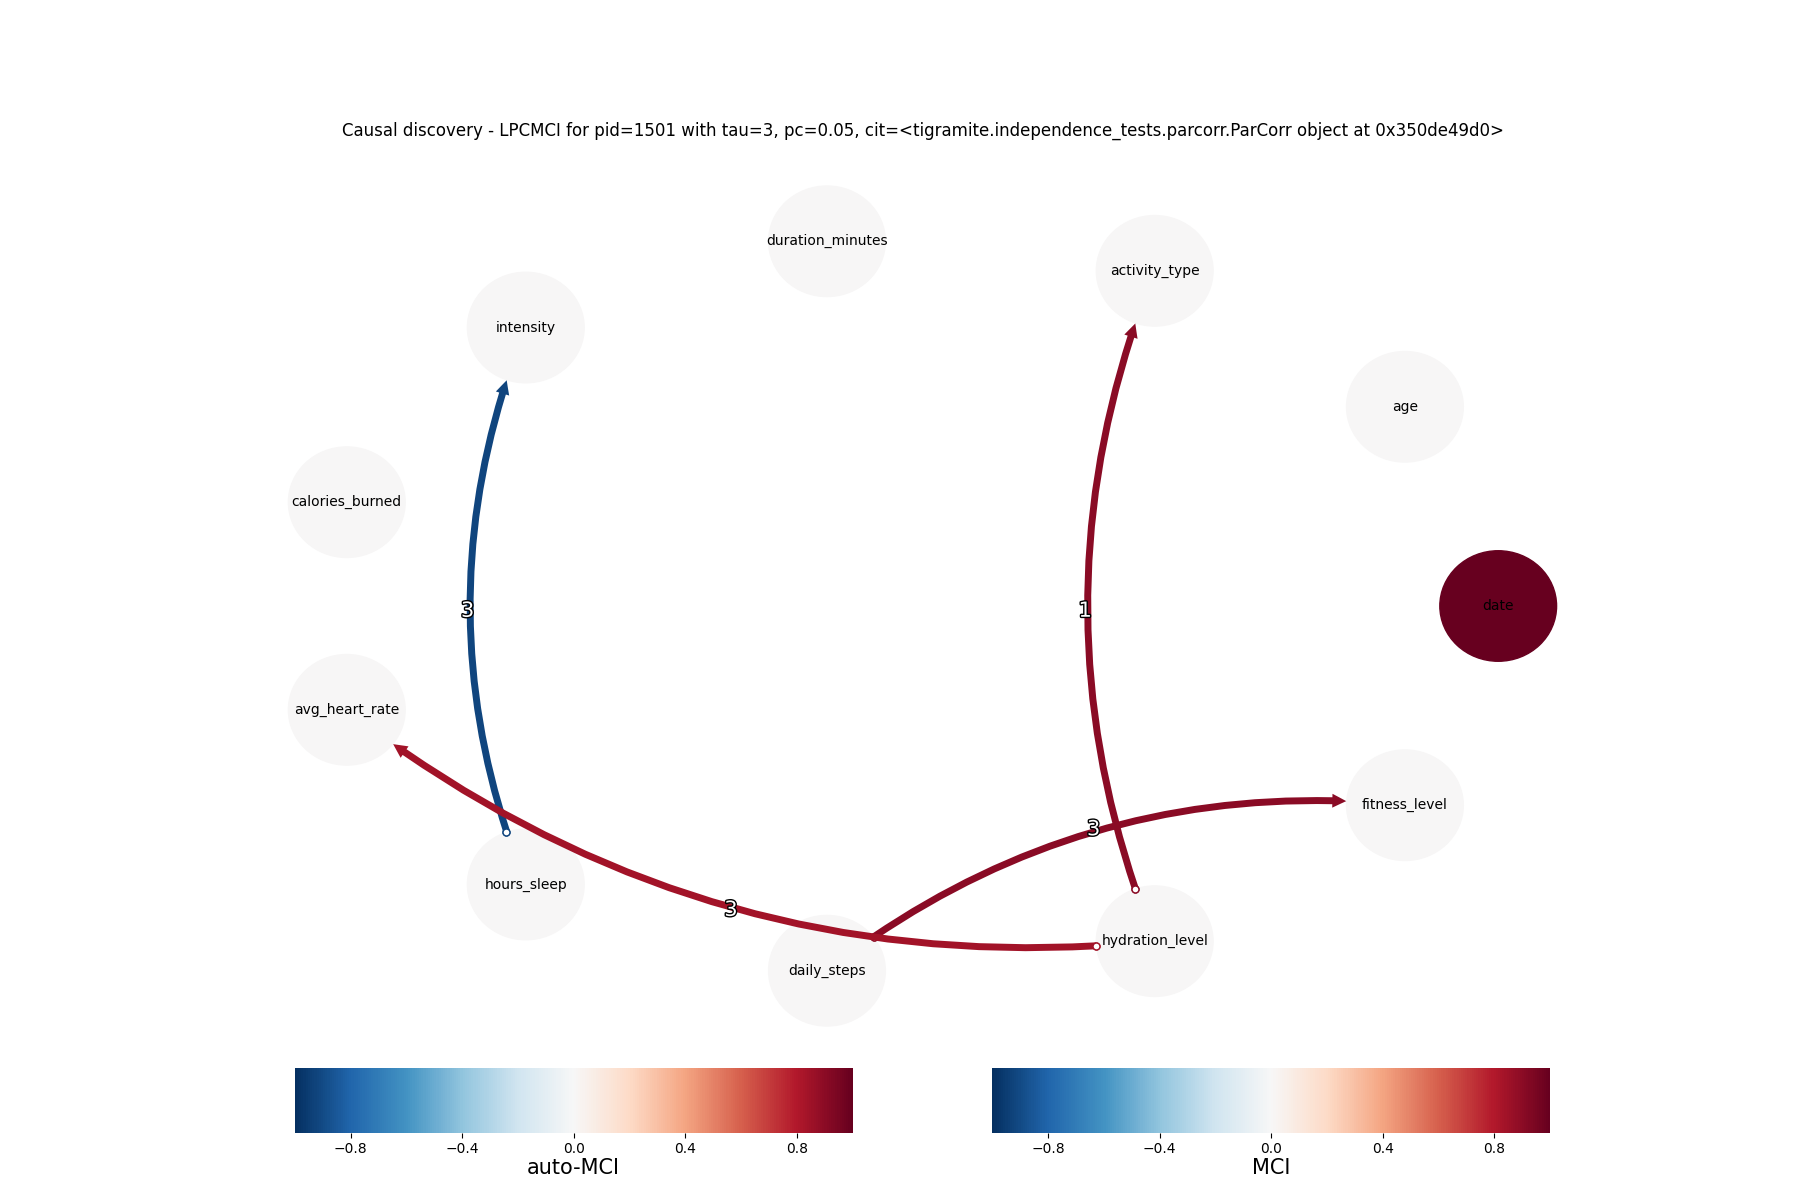 Causal discovery - LPCMCI for pid=1501 with tau=3, pc=0.05, cit=<tigramite.independence_tests.parcorr.ParCorr object at 0x350de49d0>
duration_minutes
activity_type
intensity
age
calories_burned
date
3
1
avg_heart_rate
fitness_level
3
hours_sleep
3
hydration_level
daily_steps
−0.8 −0.4 0.0 0.4 0.8
auto-MCI
−0.8 −0.4 0.0 0.4 0.8
MCI